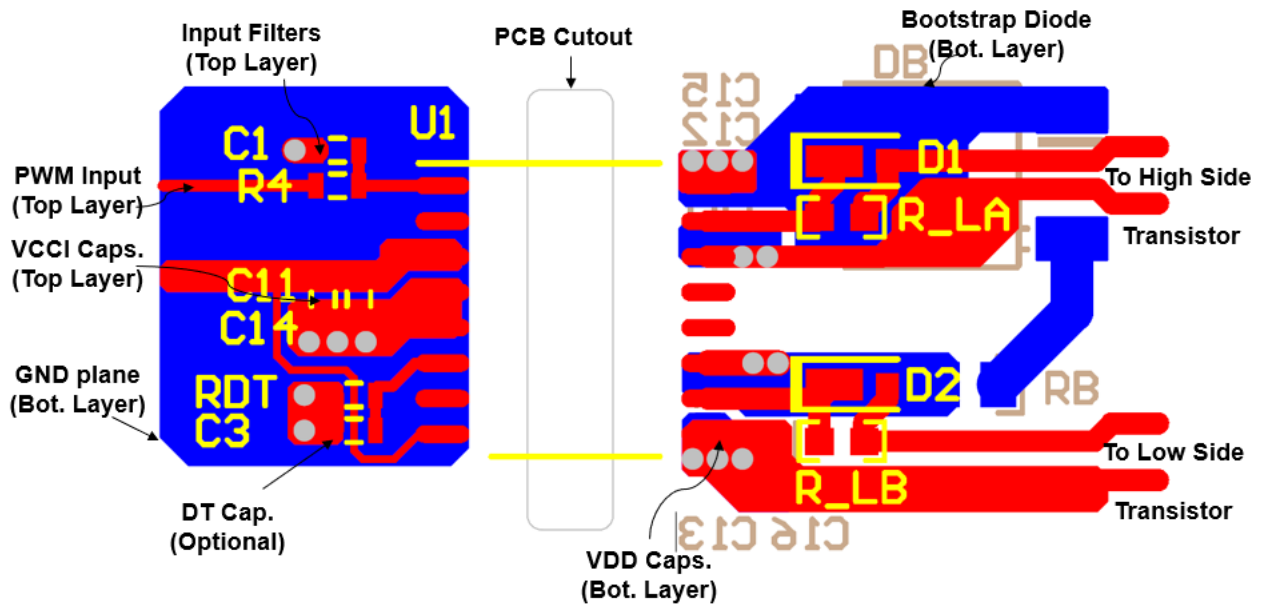 Input Filters
(Top Layer)
PCB Cutout
Bootstrap Diode
(Bot. Layer)
DB
C15
C12
C1
U1
D1
PWM Input
(Top Layer)
R4
To High Side
R_LA
Transistor
VCCI Caps.
(Top Layer)
C11
C14
GND plane
(Bot. Layer)
RDT
C3
D2
RB
To Low Side
R_LB
Transistor
DT Cap.
(Optional)
C13
C16
VDD Caps.
(Bot. Layer)